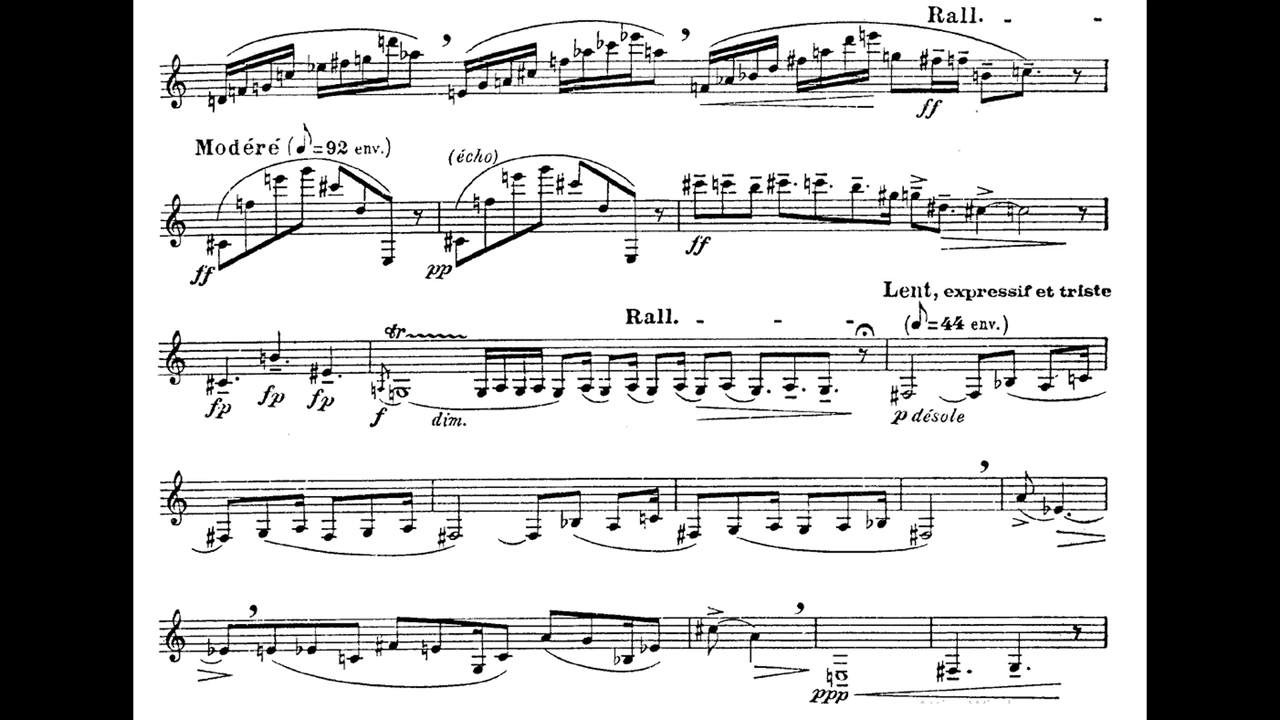 Rall. - -
ff
Modéré (♪=92 env.)
(écho)
ff pp ff
Lent, expressif et triste
Rall. - - -
(♪=44 env.)
tr
fp fp fp f dim. p désole
ppp